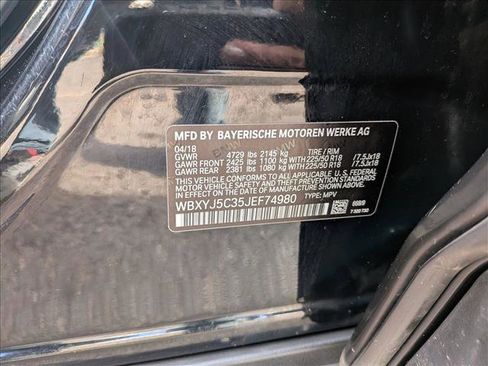 MFD BY BAYERISCHE MOTOREN WERKE AG
04/18
GVWR 4729 lbs 2145 kg TIRE / RIM
GAWR FRONT 2425 lbs 1100 kg WITH 225/50 R18 / 7.5Jx18
GAWR REAR 2381 lbs 1080 kg WITH 225/50 R18 / 7.5Jx18
THIS VEHICLE CONFORMS TO ALL APPLICABLE U.S. FEDERAL
MOTOR VEHICLE SAFETY AND THEFT PREVENTION STANDARDS IN
EFFECT ON THE DATE OF MANUFACTURE SHOWN ABOVE.
WBXYJ5C35JEF74980 TYPE: MPV